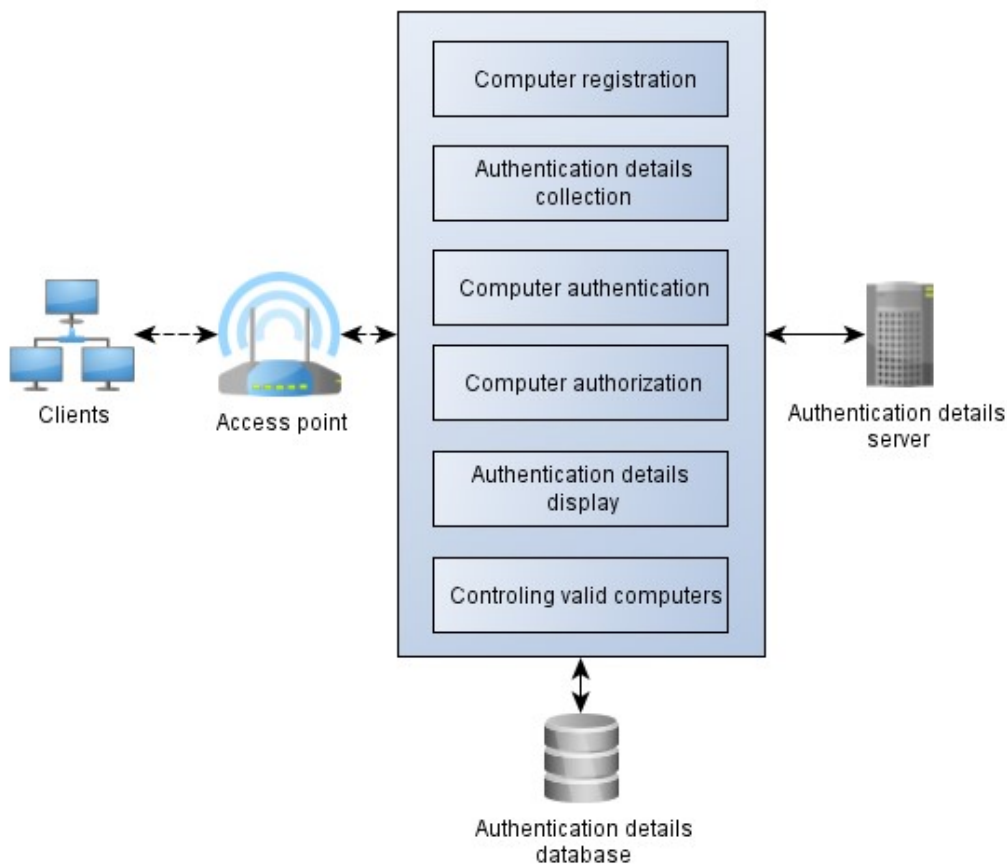 Computer registration
Authentication details
collection
Computer authentication
Computer authorization
Authentication details
display
Controling valid computers
Clients
Access point
Authentication details
server
Authentication details
database